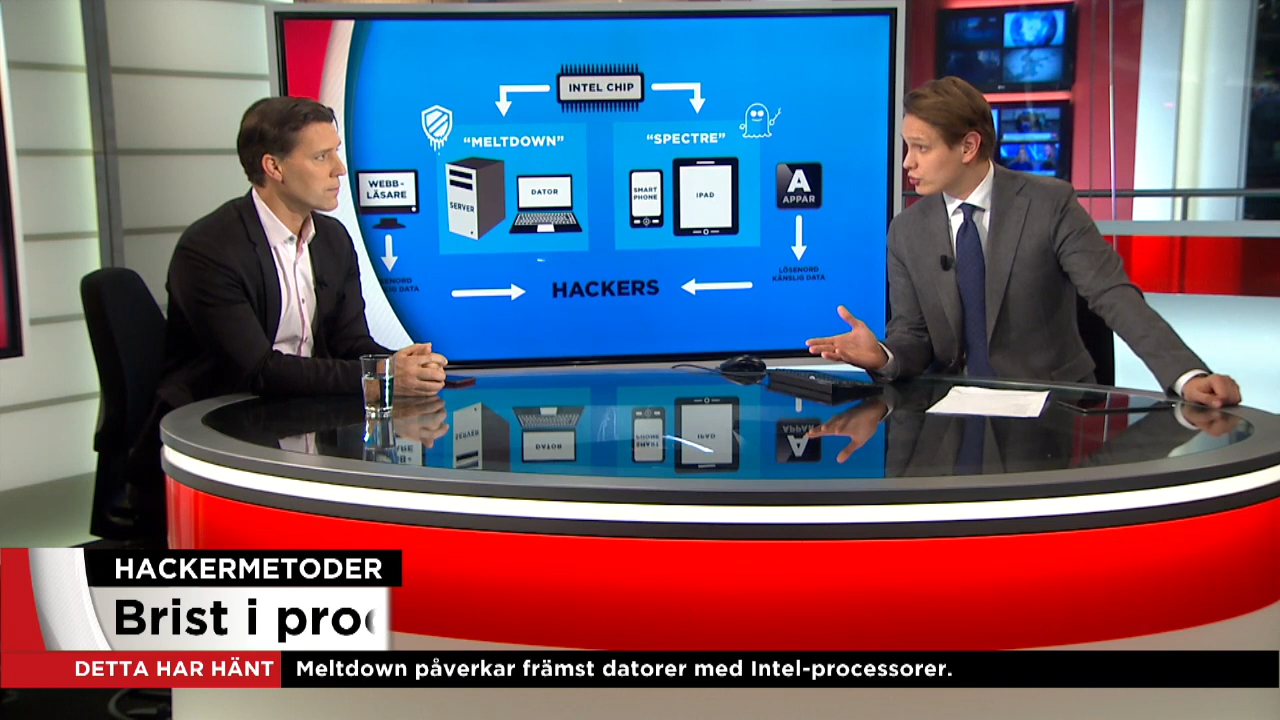 INTEL CHIP
"MELTDOWN"
"SPECTRE"
WEBB-
LÄSARE
SERVER
DATOR
SMART
PHONE
IPAD
A
APPAR
LÖSENORD
KÄNSLIG DATA
DATA
HACKERS
HACKERMETODER
Brist i pro
DETTA HAR HÄNT
Meltdown påverkar främst datorer med Intel-processorer.